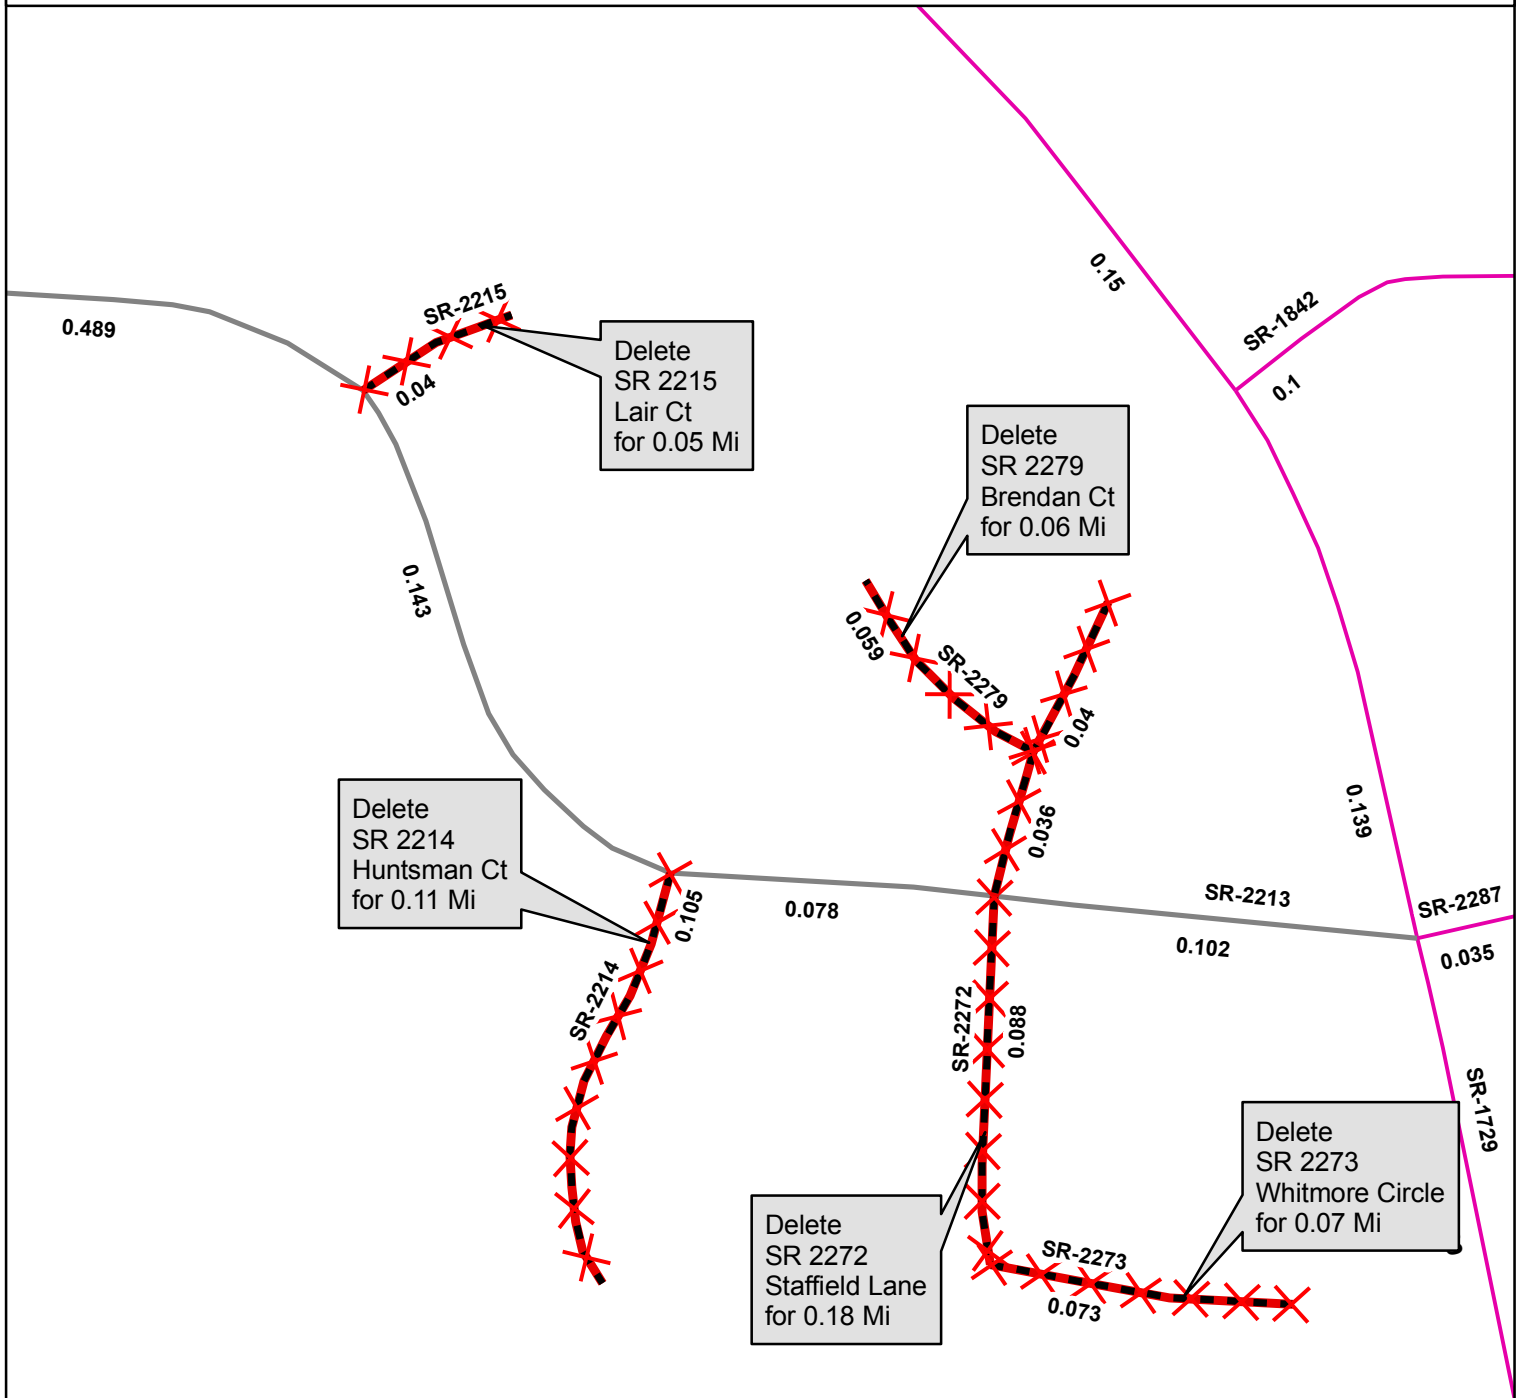 0.15
SR-1842
0.1
0.489
SR-2215
0.04
Delete
SR 2215
Lair Ct
for 0.05 Mi
Delete
SR 2279
Brendan Ct
for 0.06 Mi
0.143
0.059
SR-2279
0.04
0.036
0.139
Delete
SR 2214
Huntsman Ct
for 0.11 Mi
0.105
SR-2214
0.078
SR-2213
0.102
SR-2287
0.035
SR-2272
0.088
SR-1729
Delete
SR 2273
Whitmore Circle
for 0.07 Mi
Delete
SR 2272
Staffield Lane
for 0.18 Mi
SR-2273
0.073